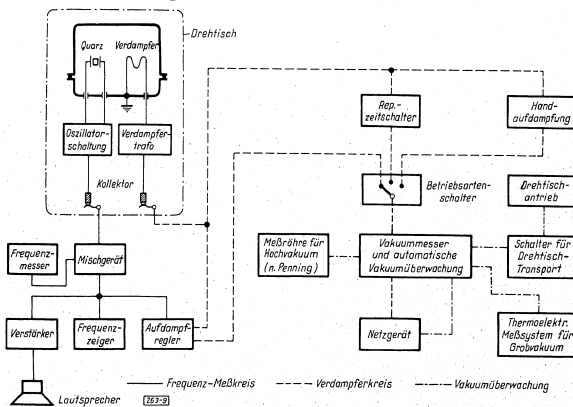 Drehtisch
Quarz
Verdampfer
Oszillator-
schaltung
Verdampfer-
trafo
Kollektor
Rep.-
zeitschalter
Hand-
aufdampfung
Betriebsarten-
schalter
Drehtisch-
antrieb
Frequenz-
messer
Mischgerät
Meßröhre für
Hochvakuum
(n. Penning)
Vakuummesser
und automatische
Vakuumüberwachung
Schalter für
Drehtisch-
Transport
Verstärker
Frequenz-
zeiger
Aufdampf-
regler
Netzgerät
Thermoelektr.
Meßsystem für
Grobvakuum
Lautsprecher
263-9
Frequenz-Meßkreis
Verdampferkreis
Vakuumüberwachung